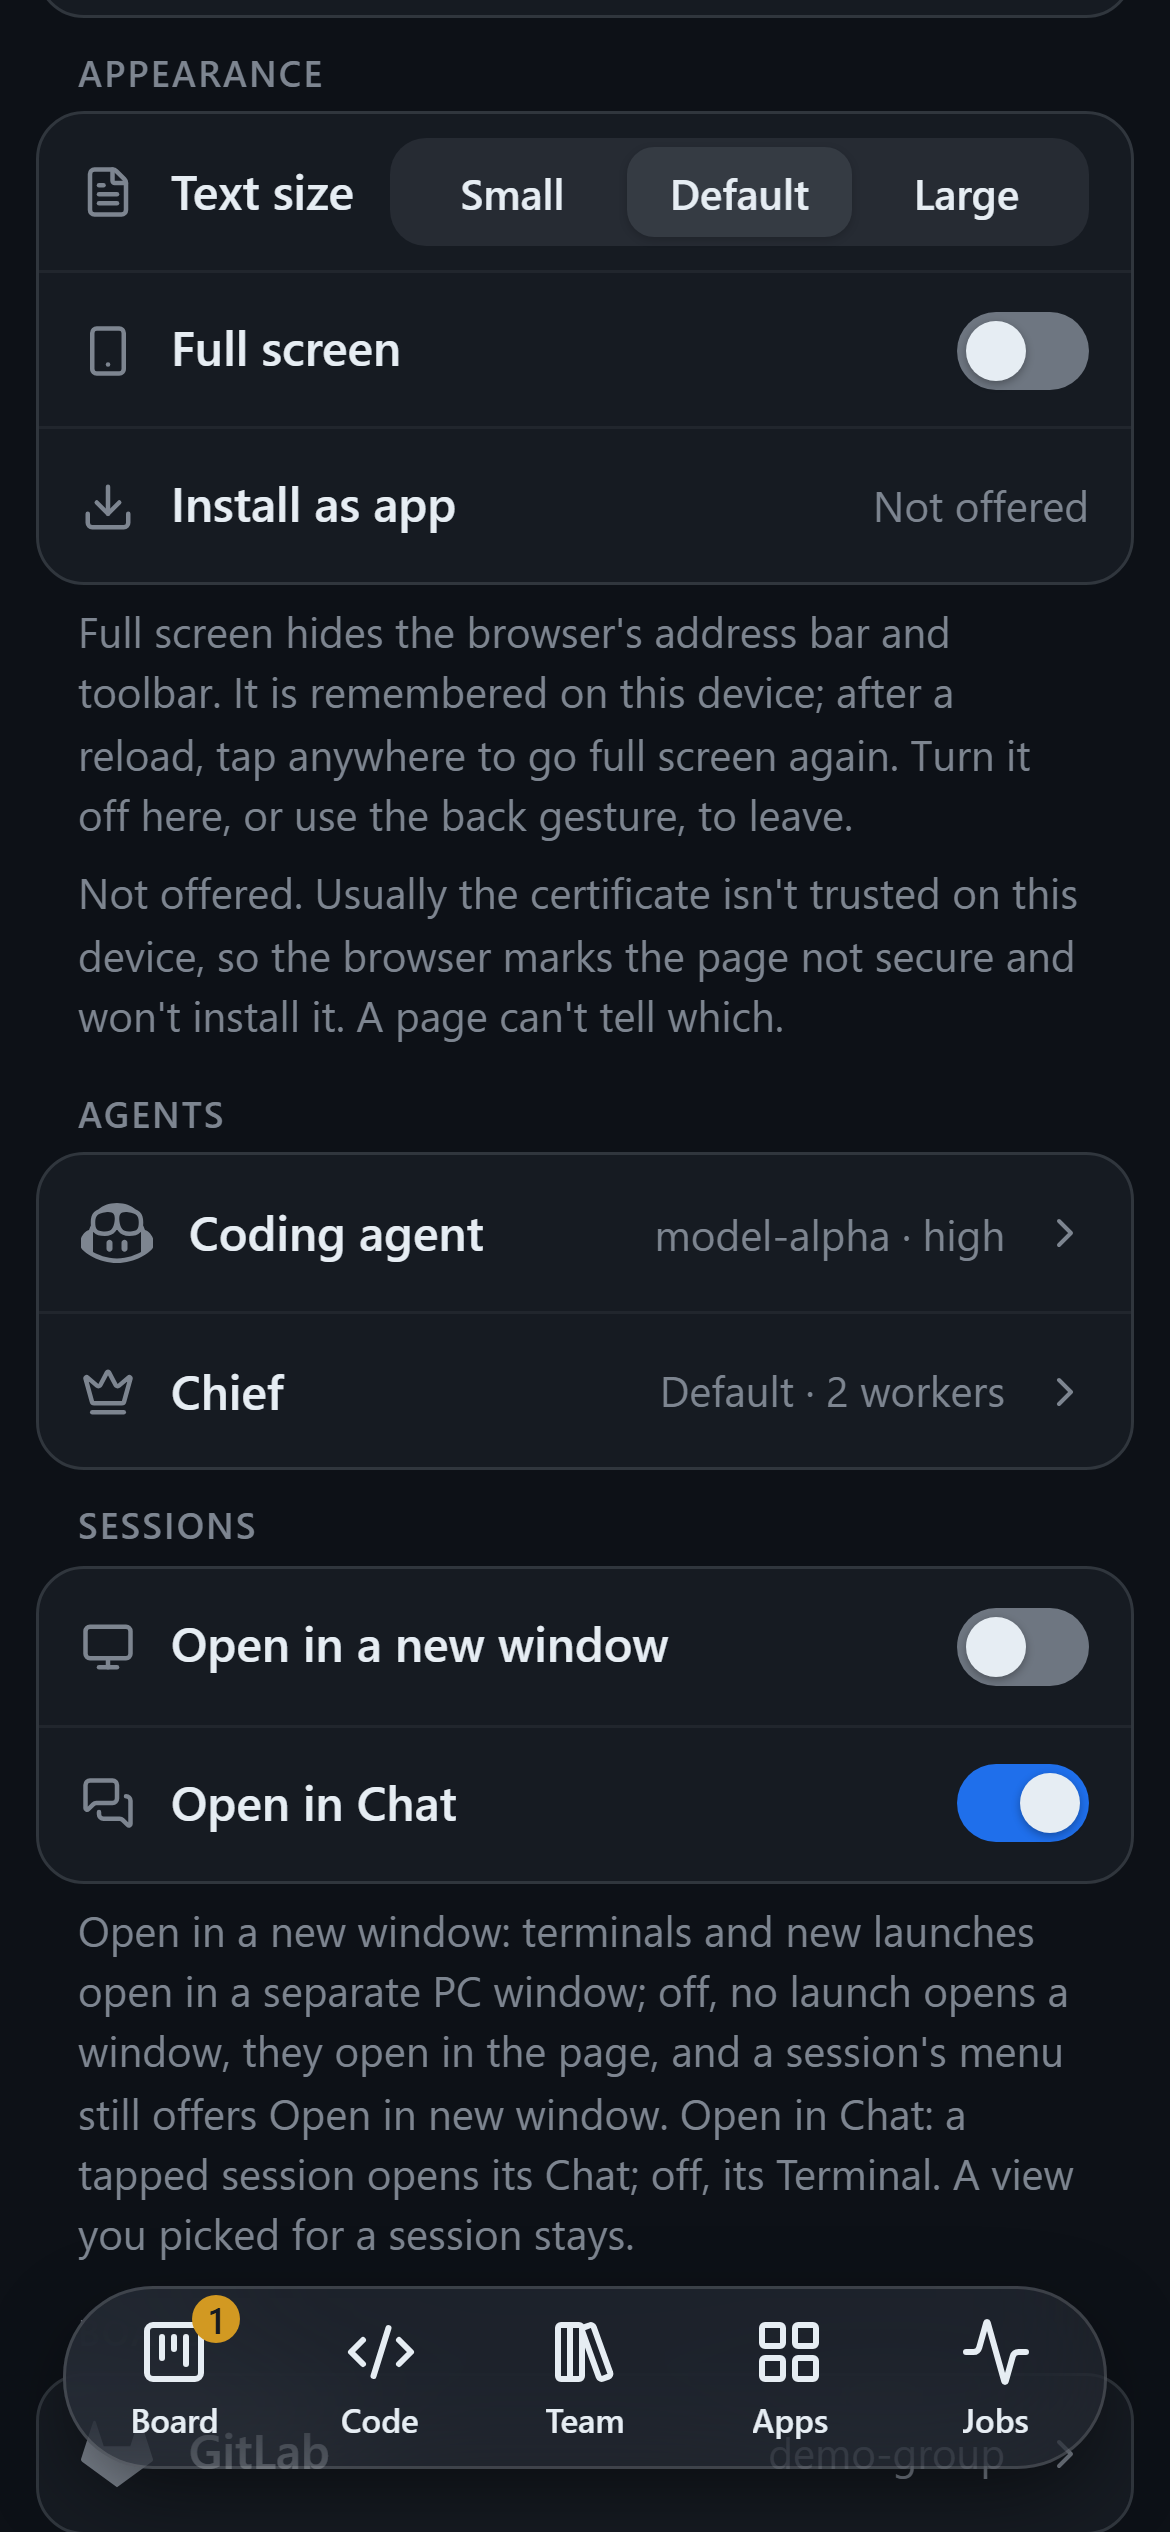 APPEARANCE
Text size
Small
Default
Large
Full screen
Install as app
Not offered
Full screen hides the browser's address bar and
toolbar. It is remembered on this device; after a
reload, tap anywhere to go full screen again. Turn it
off here, or use the back gesture, to leave.
Not offered. Usually the certificate isn't trusted on this
device, so the browser marks the page not secure and
won't install it. A page can't tell which.
AGENTS
Coding agent
model-alpha · high
Chief
Default · 2 workers
SESSIONS
Open in a new window
Open in Chat
Open in a new window: terminals and new launches
open in a separate PC window; off, no launch opens a
window, they open in the page, and a session's menu
still offers Open in new window. Open in Chat: a
tapped session opens its Chat; off, its Terminal. A view
you picked for a session stays.
1
Board
Code
Team
Apps
Jobs
GitLab
demo-group